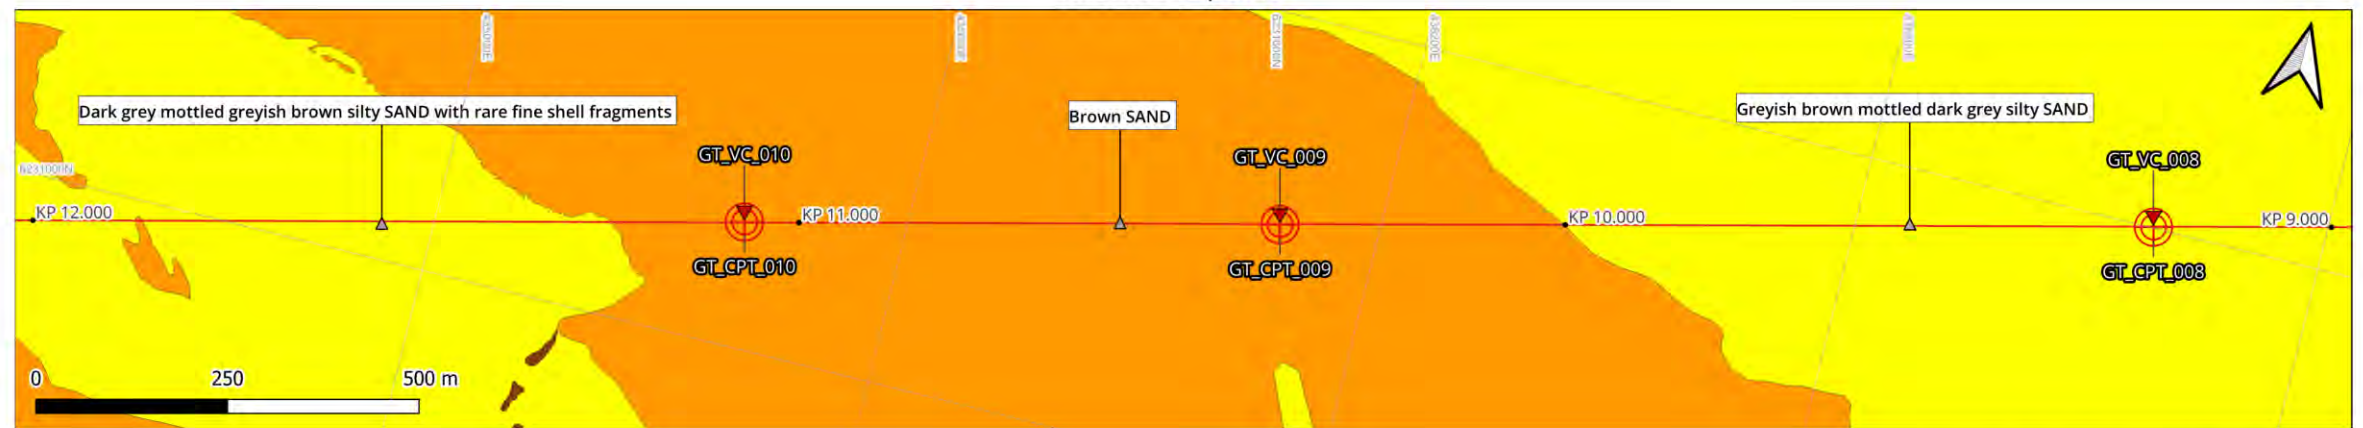 Dark grey mottled greyish brown silty SAND with rare fine shell fragments
Brown SAND
Greyish brown mottled dark grey silty SAND
GT_VC_010
GT_VC_009
GT_VC_008
6231000N
KP 12.000
KP 11.000
KP 10.000
KP 9.000
GT_CPT_010
GT_CPT_009
GT_CPT_008
0 250 500 m